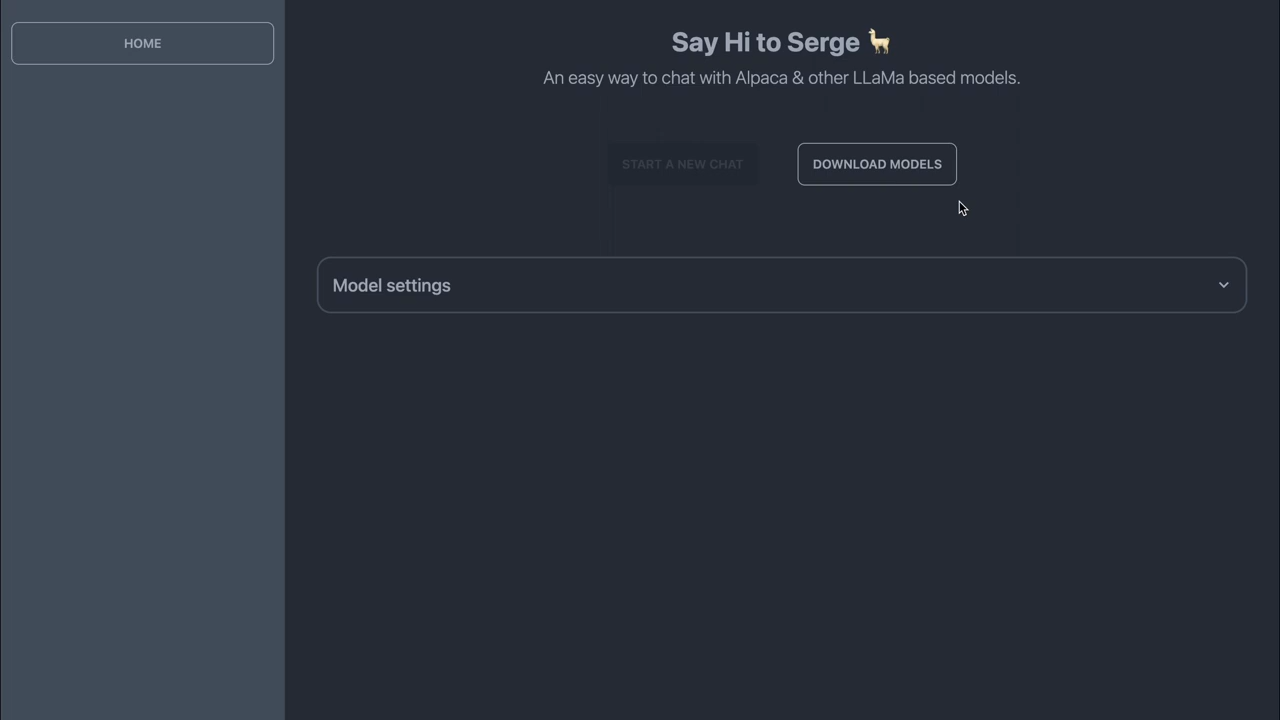 HOME
Say Hi to Serge 🦙
An easy way to chat with Alpaca & other LLaMa based models.
START A NEW CHAT
DOWNLOAD MODELS
Model settings